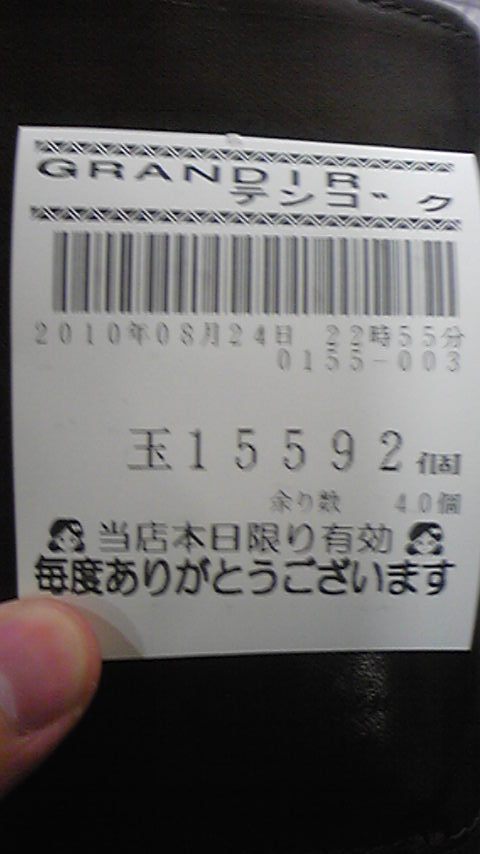 GRANDIR
テンゴク
2010年08月24日 22時55分
0155-003
玉15592個
余り数 40個
当店本日限り有効
毎度ありがとうございます